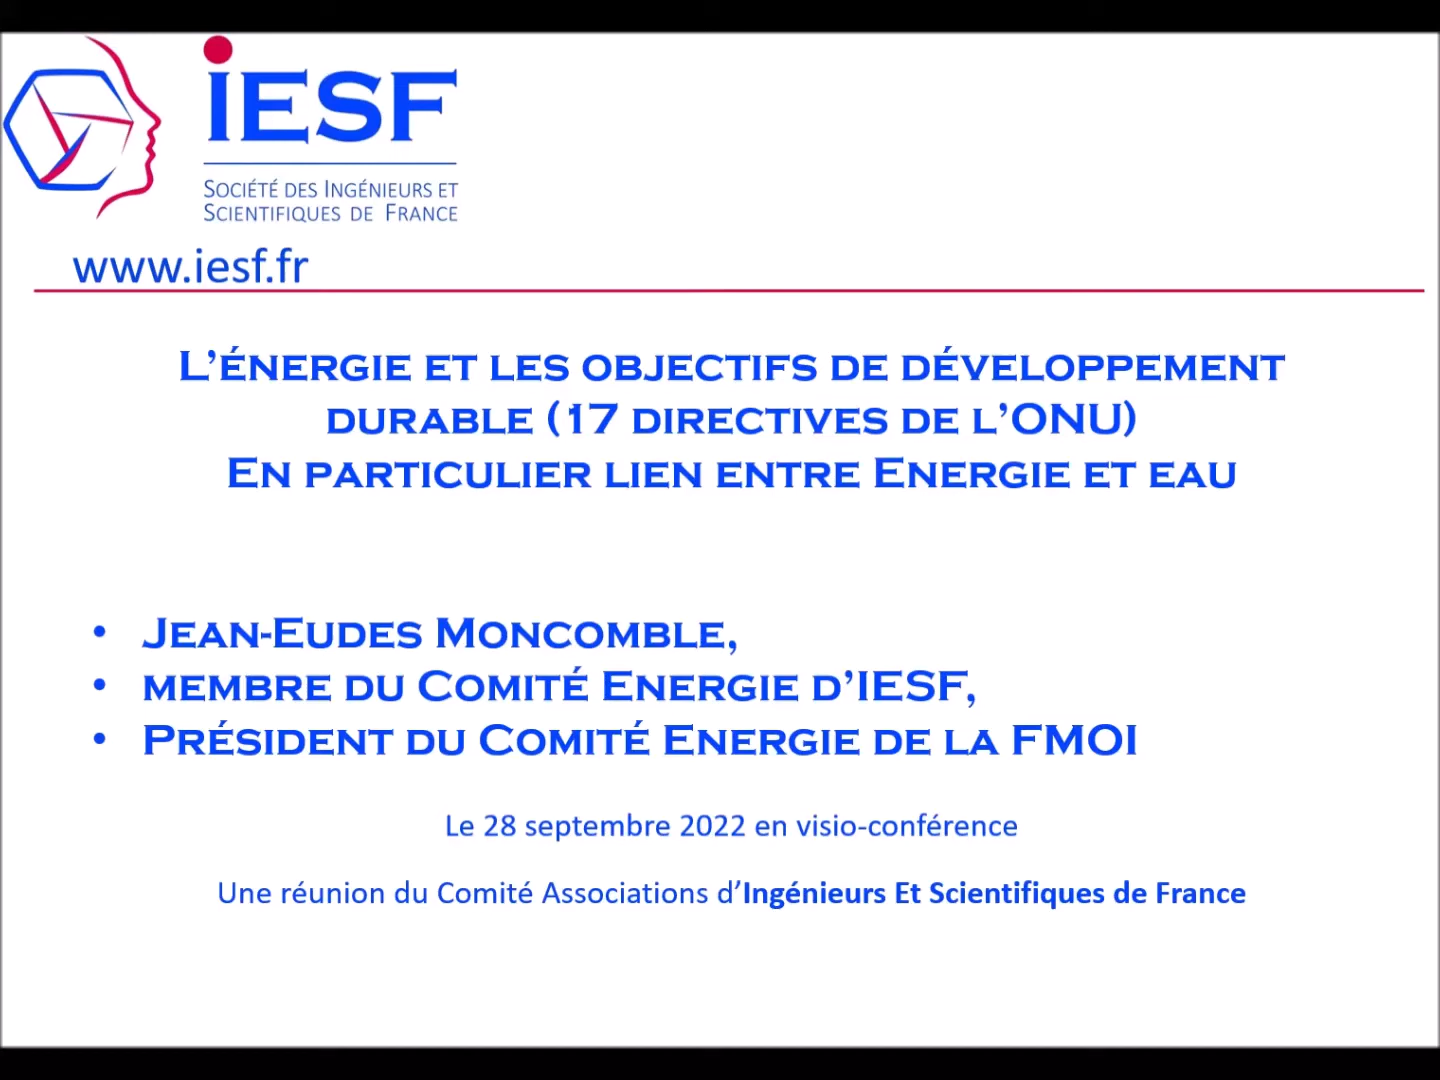 iESF
SOCIÉTÉ DES INGÉNIEURS ET
SCIENTIFIQUES DE FRANCE
www.iesf.fr
L’ÉNERGIE ET LES OBJECTIFS DE DÉVELOPPEMENT
DURABLE (17 DIRECTIVES DE L’ONU)
EN PARTICULIER LIEN ENTRE ENERGIE ET EAU
• JEAN-EUDES MONCOMBLE,
• MEMBRE DU COMITÉ ENERGIE D’IESF,
• PRÉSIDENT DU COMITÉ ENERGIE DE LA FMOI
Le 28 septembre 2022 en visio-conférence
Une réunion du Comité Associations d’Ingénieurs Et Scientifiques de France